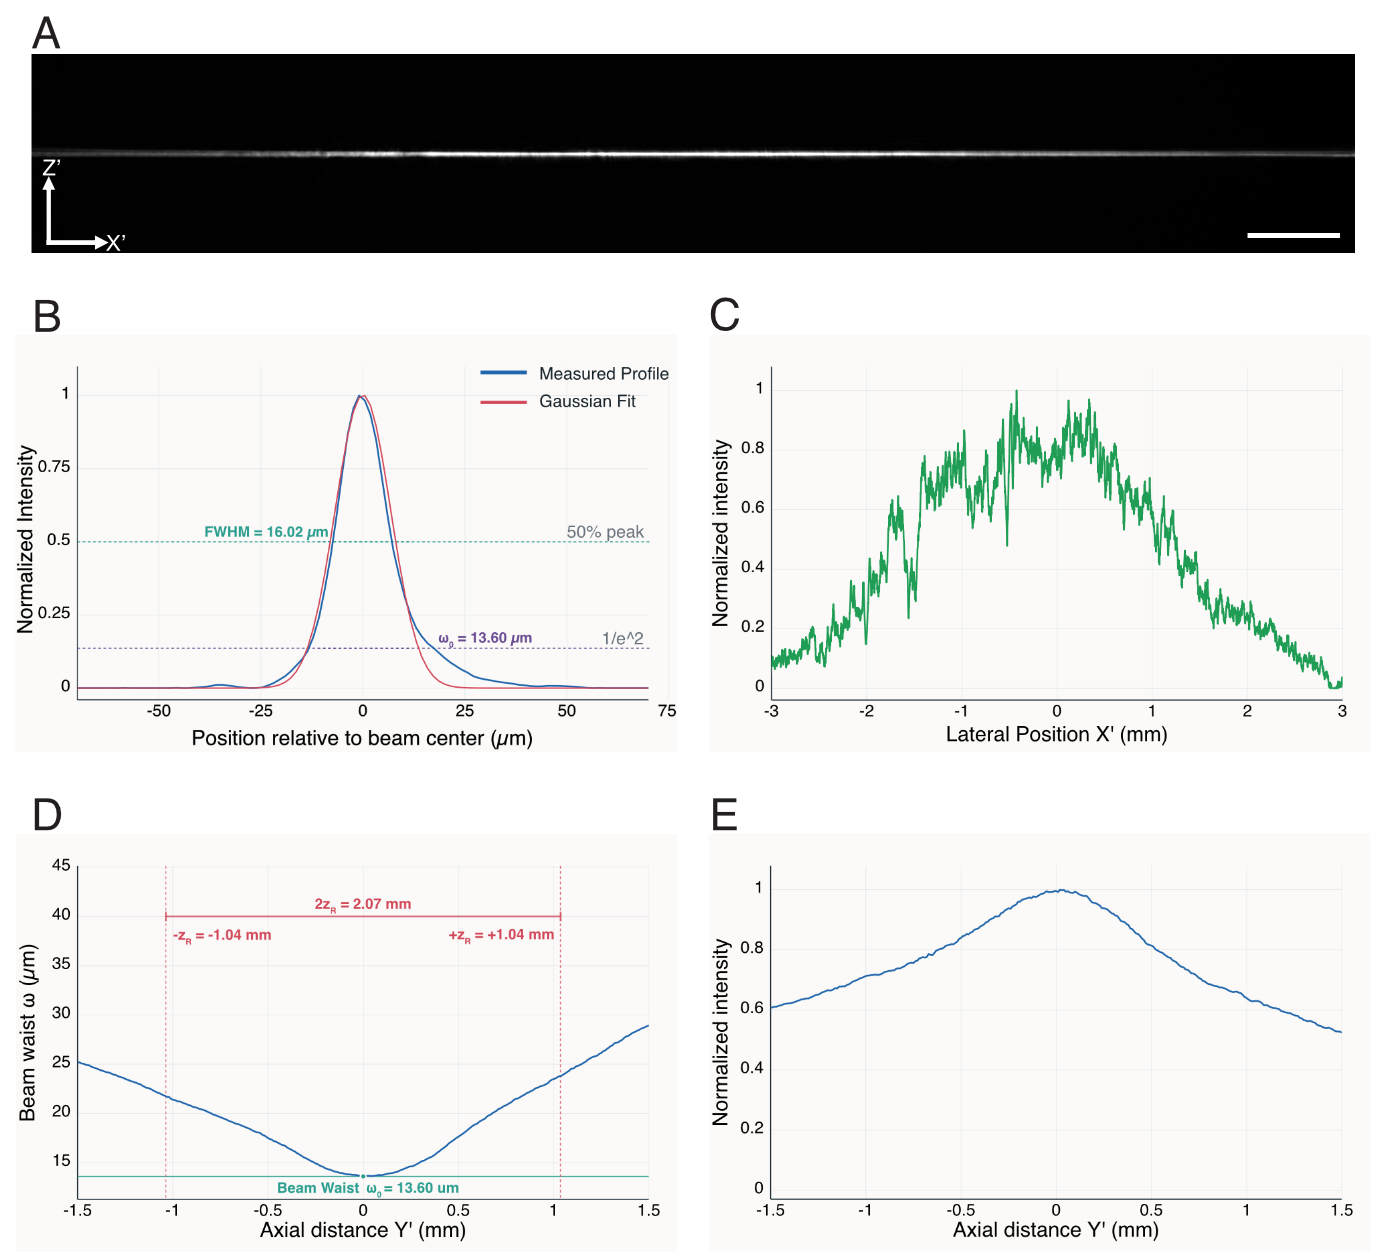 A
Z'
X'
B
Measured Profile
Gaussian Fit
1
0.75
0.5
0.25
0
FWHM = 16.02 µm
50% peak
ω₀ = 13.60 µm
1/e^2
-50
-25
0
25
50
75
Normalized Intensity
Position relative to beam center (µm)
C
1
0.8
0.6
0.4
0.2
0
-3
-2
-1
0
1
2
3
Normalized intensity
Lateral Position X' (mm)
D
45
40
35
30
25
20
15
2z_R = 2.07 mm
-z_R = -1.04 mm
+z_R = +1.04 mm
Beam Waist ω₀ = 13.60 um
-1.5
-1
-0.5
0
0.5
1
1.5
Beam waist ω (µm)
Axial distance Y' (mm)
E
1
0.8
0.6
0.4
0.2
0
-1.5
-1
-0.5
0
0.5
1
1.5
Normalized intensity
Axial distance Y' (mm)